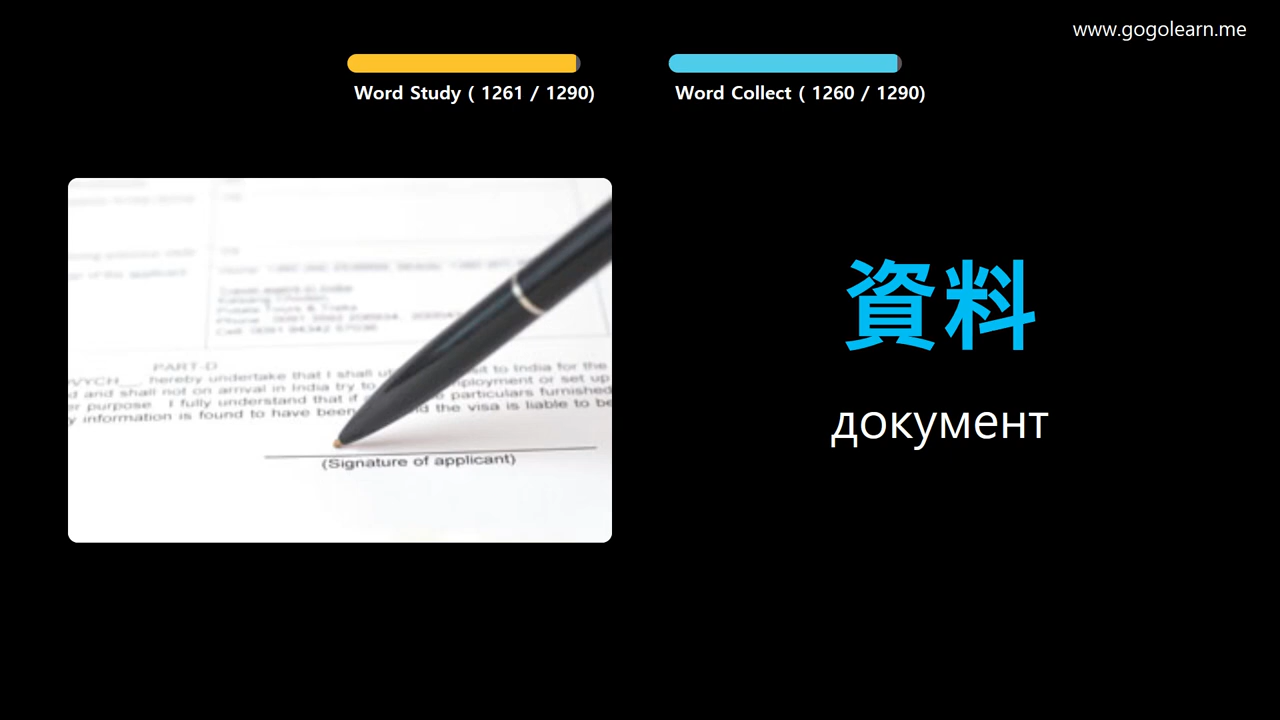 www.gogolearn.me
Word Study ( 1261 / 1290)
Word Collect ( 1260 / 1290)
資料
документ
PART-D
hereby undertake that I shall
sit to India for the
d and shall not on arrival in India try to
ployment or set up
er purpose. I fully understand that if
particulars furnished
y information is found to have been
d the visa is liable to be
(Signature of applicant)